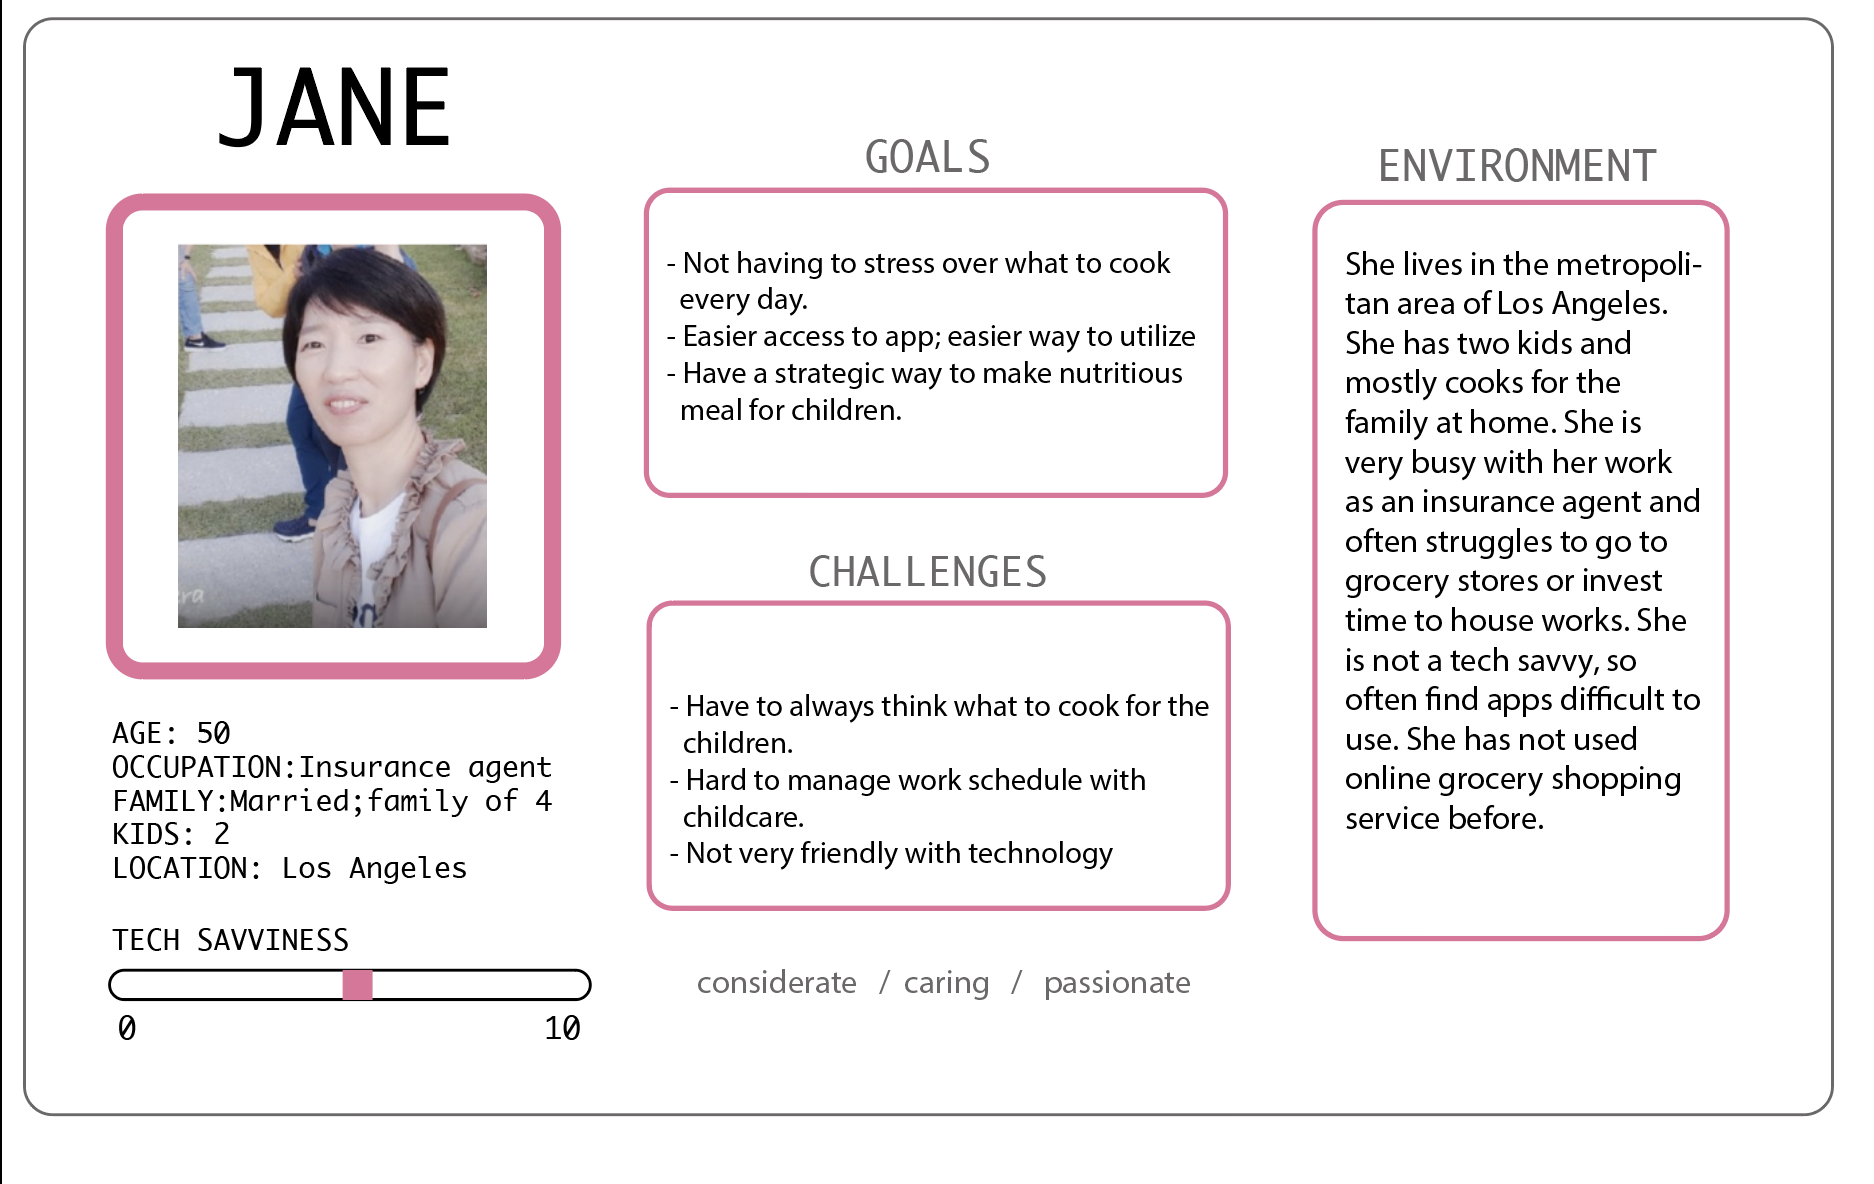 JANE
AGE: 50
OCCUPATION:Insurance agent
FAMILY:Married;family of 4
KIDS: 2
LOCATION: Los Angeles
TECH SAVVINESS
0 10
GOALS
- Not having to stress over what to cook
every day.
- Easier access to app; easier way to utilize
- Have a strategic way to make nutritious
meal for children.
CHALLENGES
- Have to always think what to cook for the
children.
- Hard to manage work schedule with
childcare.
- Not very friendly with technology
considerate / caring / passionate
ENVIRONMENT
She lives in the metropoli-
tan area of Los Angeles.
She has two kids and
mostly cooks for the
family at home. She is
very busy with her work
as an insurance agent and
often struggles to go to
grocery stores or invest
time to house works. She
is not a tech savvy, so
often find apps difficult to
use. She has not used
online grocery shopping
service before.